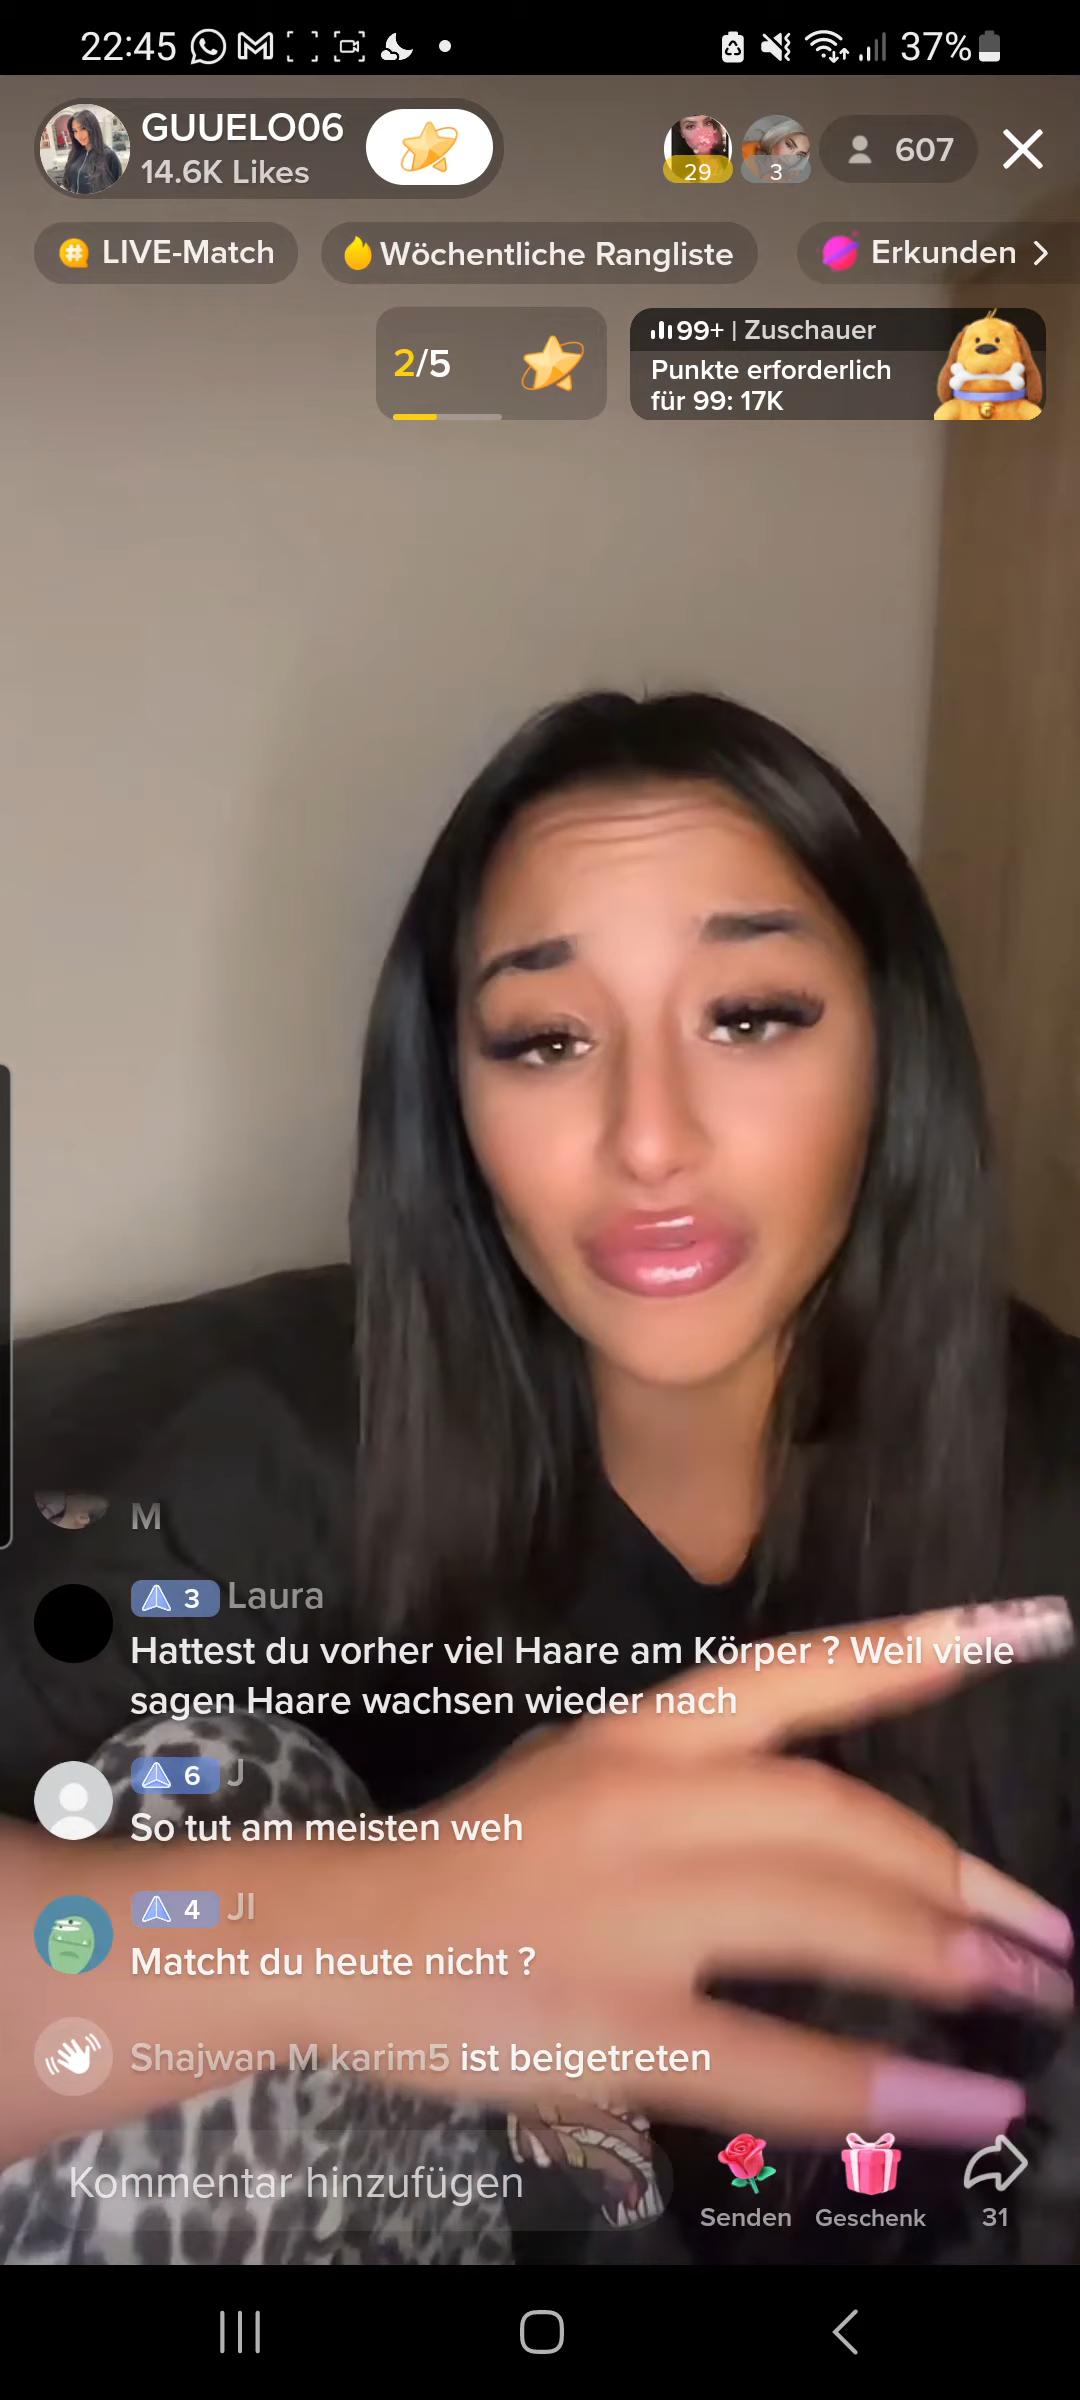 22:45
37%
GUUELO06
14.6K Likes
29
3
607
LIVE-Match
Wöchentliche Rangliste
Erkunden
2/5
99+ | Zuschauer
Punkte erforderlich
für 99: 17K
M
3 Laura
Hattest du vorher viel Haare am Körper ? Weil viele
sagen Haare wachsen wieder nach
6 J
So tut am meisten weh
4 JI
Matcht du heute nicht ?
Shajwan M karim5 ist beigetreten
Kommentar hinzufügen
Senden
Geschenk
31